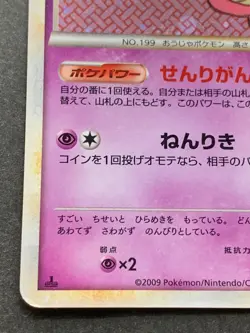 NO.199 おうじゃポケモン 高さ
ポケパワー せんりがん
自分の番に1回使える。自分または相手の山札
替えて、山札の上にもどす。このパワーは、この
ねんりき
コインを1回投げオモテなら、相手のバ
すごい ちせいと ひらめきを もっている。どん
あわてず さわがず のんびりとしている。
弱点 抵抗力
×2
1 EDITION
©2009 Pokémon/Nintendo/C